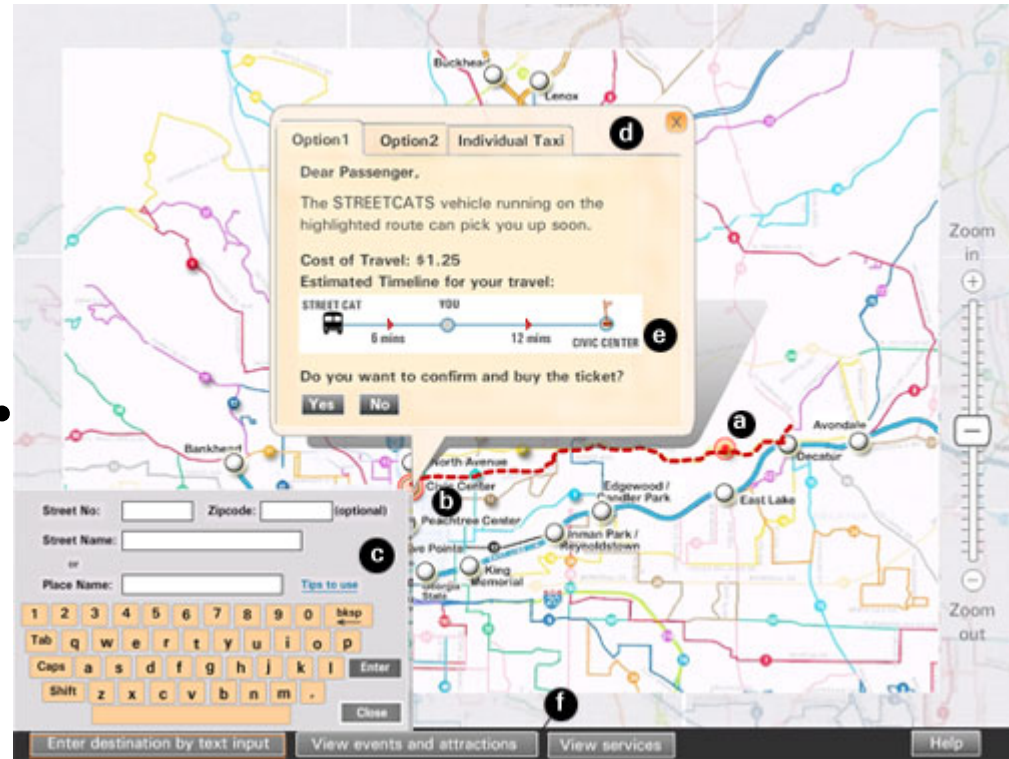 Buckhead
Lenox
d
X
Option1
Option2
Individual Taxi
Dear Passenger,
The STREETCATS vehicle running on the
highlighted route can pick you up soon.
Cost of Travel: $1.25
Estimated Timeline for your travel:
STREET CAT
YOU
6 mins
12 mins
CIVIC CENTER
e
Do you want to confirm and buy the ticket?
Yes
No
Zoom
in
a
Avondale
Decatur
Bankhead
North Avenue
Civic Center
b
Edgewood /
Candler Park
East Lake
Peachtree Center
Inman Park /
Reynoldstown
ve Points
King
Memorial
Georgia
State
Zoom
out
Street No:
Zipcode:
(optional)
Street Name:
c
or
Place Name:
Tips to use
1 2 3 4 5 6 7 8 9 0 bksp
Tab q w e r t y u i o p
Caps a s d f g h j k l Enter
Shift z x c v b n m .
Close
f
Enter destination by text input
View events and attractions
View services
Help